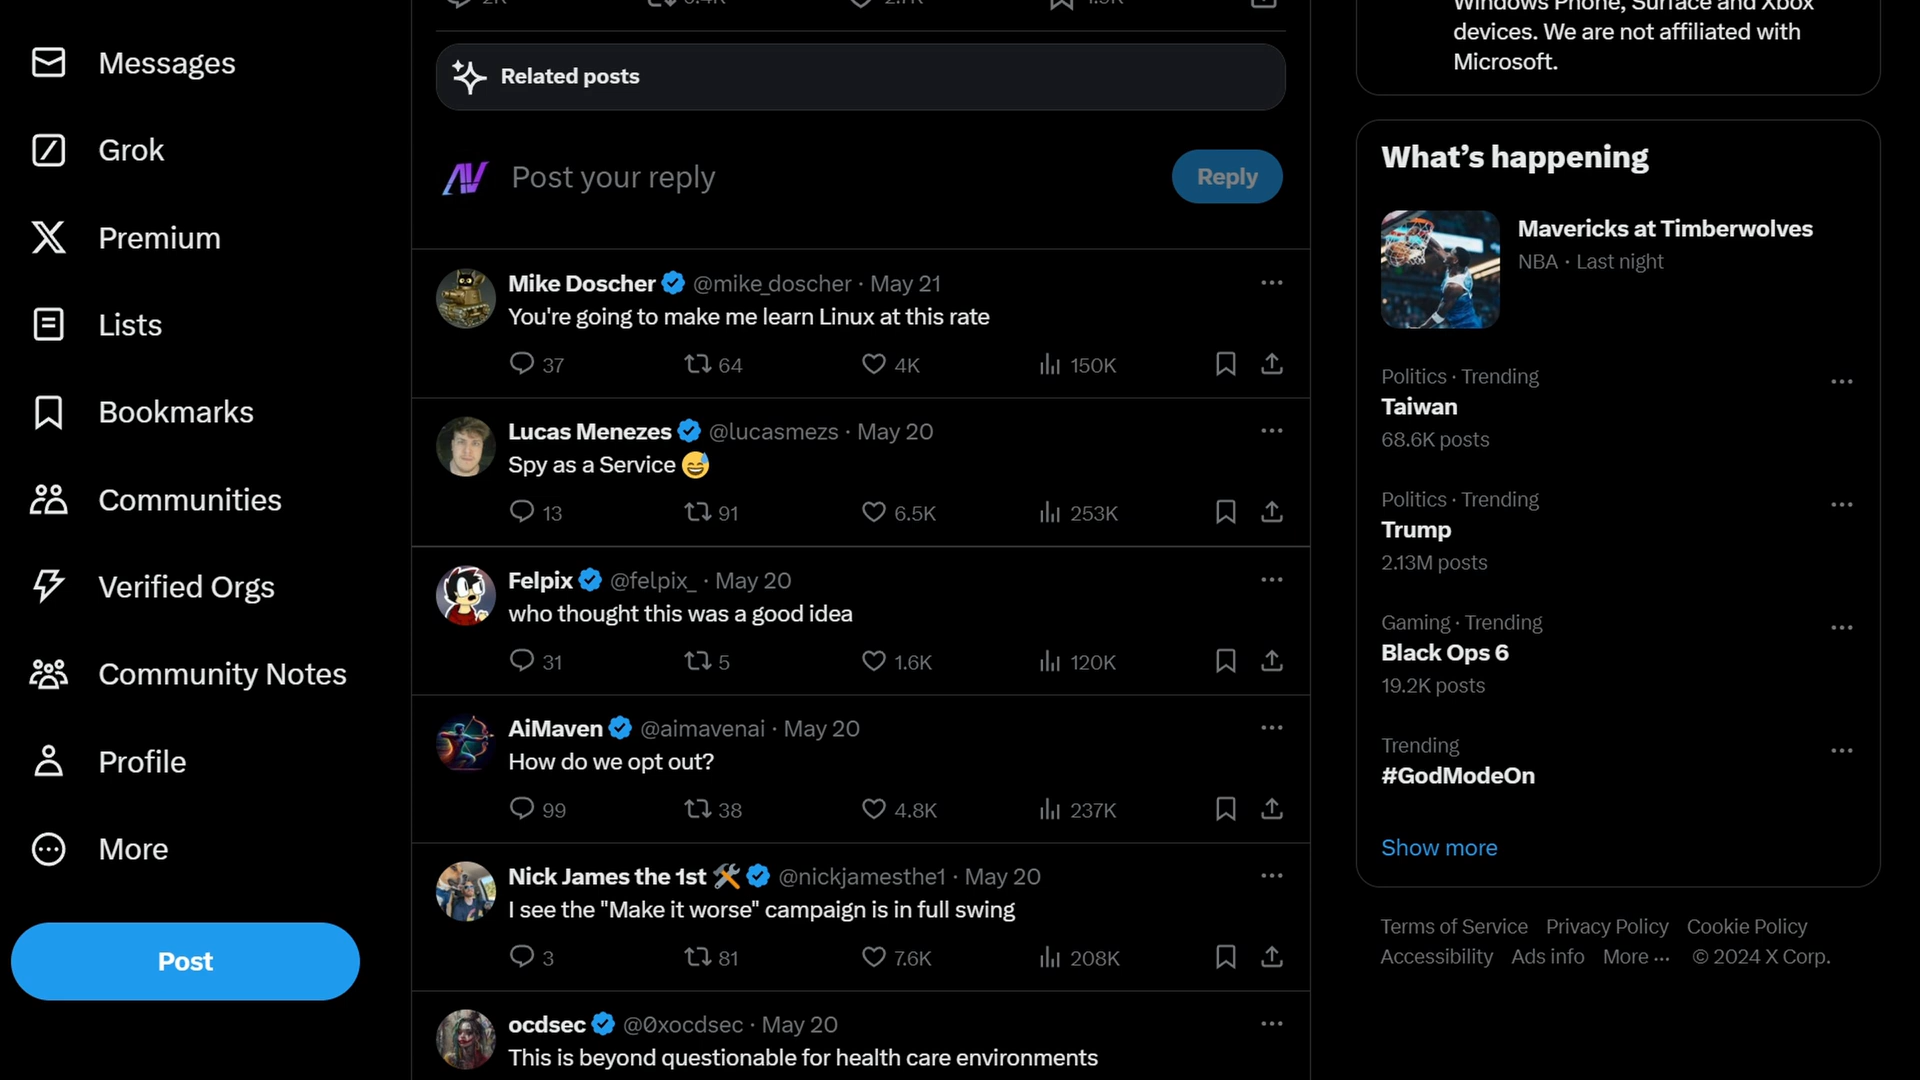 Messages
Grok
Premium
Lists
Bookmarks
Communities
Verified Orgs
Community Notes
Profile
More
Post
Related posts
Post your reply
Reply
Mike Doscher @mike_doscher · May 21
You're going to make me learn Linux at this rate
37 64 4K 150K
Lucas Menezes @lucasmezs · May 20
Spy as a Service 😅
13 91 6.5K 253K
Felpix @felpix_ · May 20
who thought this was a good idea
31 5 1.6K 120K
AiMaven @aimavenai · May 20
How do we opt out?
99 38 4.8K 237K
Nick James the 1st 🛠️ @nickjamesthe1 · May 20
I see the "Make it worse" campaign is in full swing
3 81 7.6K 208K
ocdsec @0xocdsec · May 20
This is beyond questionable for health care environments
Windows Phone, Surface and Xbox
devices. We are not affiliated with
Microsoft.
What's happening
Mavericks at Timberwolves
NBA · Last night
Politics · Trending
Taiwan
68.6K posts
Politics · Trending
Trump
2.13M posts
Gaming · Trending
Black Ops 6
19.2K posts
Trending
#GodModeOn
Show more
Terms of Service Privacy Policy Cookie Policy
Accessibility Ads info More ··· © 2024 X Corp.